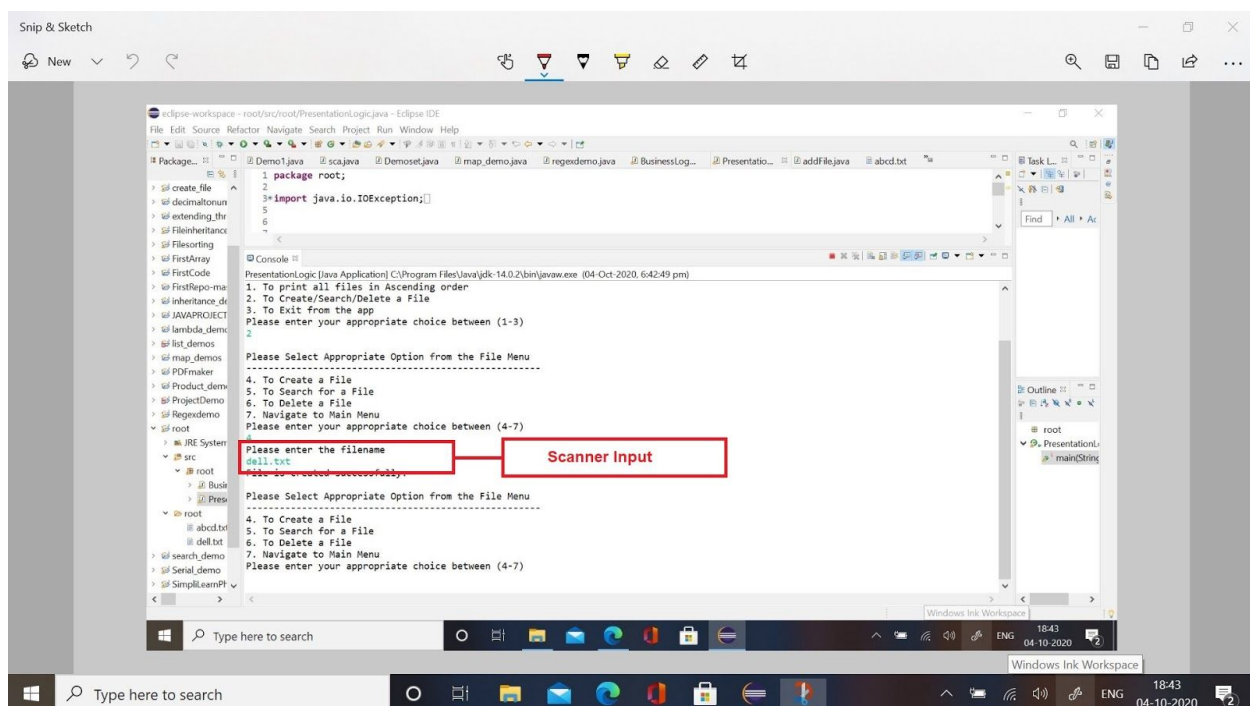 Snip & Sketch
New
eclipse-workspace - root/src/root/PresentationLogic.java - Eclipse IDE
File Edit Source Refactor Navigate Search Project Run Window Help
Package...
Demo1.java
sca.java
Demoset.java
map_demo.java
regexdemo.java
BusinessLog...
Presentatio...
addFile.java
abcd.txt
Task L...
create_file
decimaltonun
extending_thr
Fileinheritance
Filesorting
FirstArray
FirstCode
FirstRepo-ma
inheritance_de
JAVAPROJECT
lambda_demo
list_demos
map_demos
PDFmaker
Product_demo
ProjectDemo
Regexdemo
root
JRE System
src
root
Busin
Prese
root
abcd.txt
dell.txt
search_demo
Serial_demo
SimpliLearnPr
1 package root;
2
3 import java.io.IOException;
5
6
7
Find All Ac
Console
PresentationLogic [Java Application] C:\Program Files\Java\jdk-14.0.2\bin\javaw.exe (04-Oct-2020, 6:42:49 pm)
1. To print all files in Ascending order
2. To Create/Search/Delete a File
3. To Exit from the app
Please enter your appropriate choice between (1-3)
2
Please Select Appropriate Option from the File Menu
----------------------------------------------------
4. To Create a File
5. To Search for a File
6. To Delete a File
7. Navigate to Main Menu
Please enter your appropriate choice between (4-7)
4
Please enter the filename
dell.txt
Scanner Input
File is created successfully.
Please Select Appropriate Option from the File Menu
----------------------------------------------------
4. To Create a File
5. To Search for a File
6. To Delete a File
7. Navigate to Main Menu
Please enter your appropriate choice between (4-7)
Outline
root
PresentationL
main(String
Windows Ink Workspace
Type here to search
ENG
18:43
04-10-2020
2
Windows Ink Workspace
Type here to search
ENG
18:43
04-10-2020
2